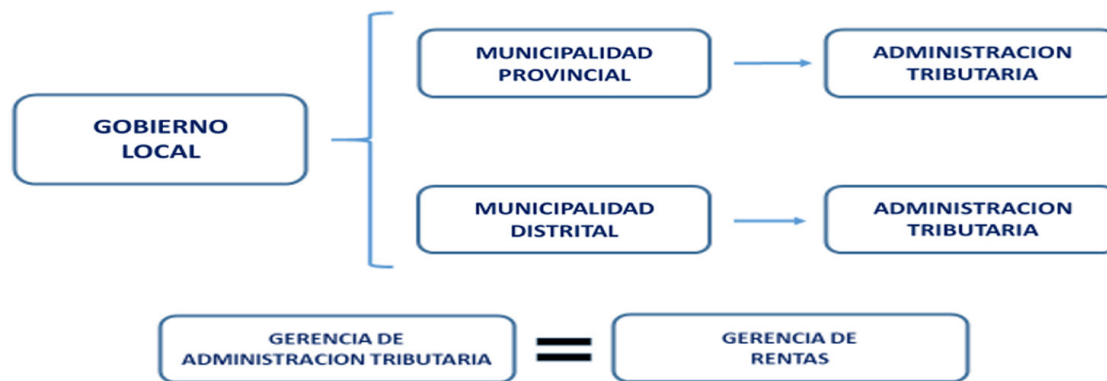 GOBIERNO
LOCAL
MUNICIPALIDAD
PROVINCIAL
ADMINISTRACION
TRIBUTARIA
MUNICIPALIDAD
DISTRITAL
ADMINISTRACION
TRIBUTARIA
GERENCIA DE
ADMINISTRACION TRIBUTARIA
=
GERENCIA DE
RENTAS